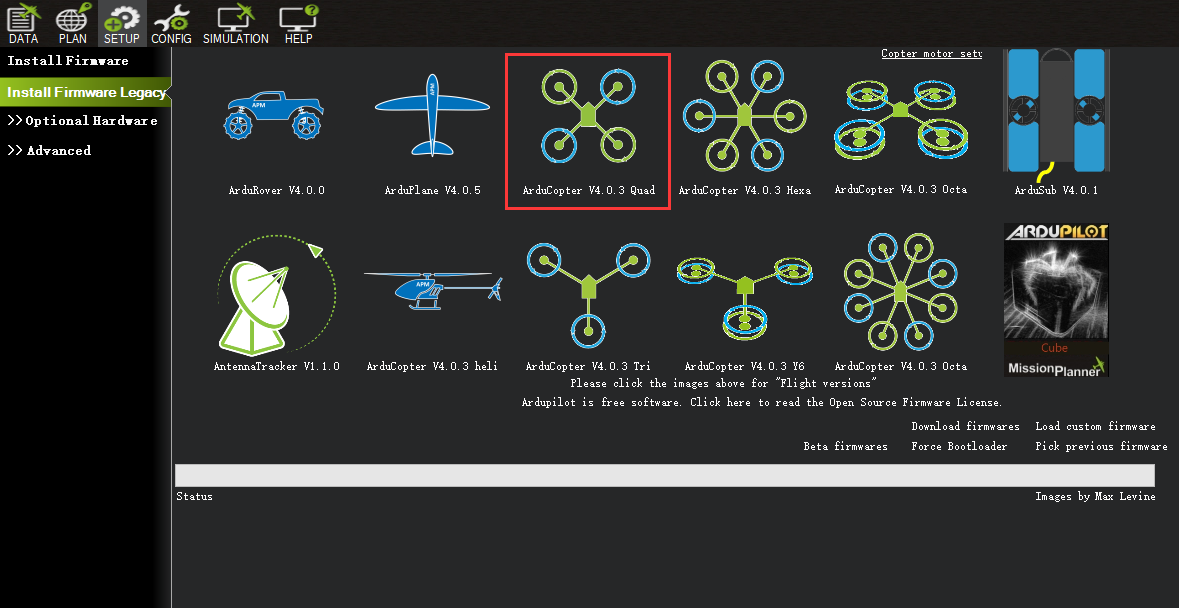 DATA PLAN SETUP CONFIG SIMULATION HELP
Install Firmware
Install Firmware Legacy
>> Optional Hardware
>> Advanced
Copter motor setu
APM
APM
ArduRover V4.0.0
ArduPlane V4.0.5
ArduCopter V4.0.3 Quad
ArduCopter V4.0.3 Hexa
ArduCopter V4.0.3 Octa
ArduSub V4.0.1
APM
ARDUPILOT
Cube
MissionPlanner
AntennaTracker V1.1.0
ArduCopter V4.0.3 heli
ArduCopter V4.0.3 Tri
ArduCopter V4.0.3 Y6
ArduCopter V4.0.3 Octa
Please click the images above for "Flight versions"
Ardupilot is free software. Click here to read the Open Source Firmware License.
Download firmwares
Load custom firmware
Beta firmwares
Force Bootloader
Pick previous firmware
Status
Images by Max Levine